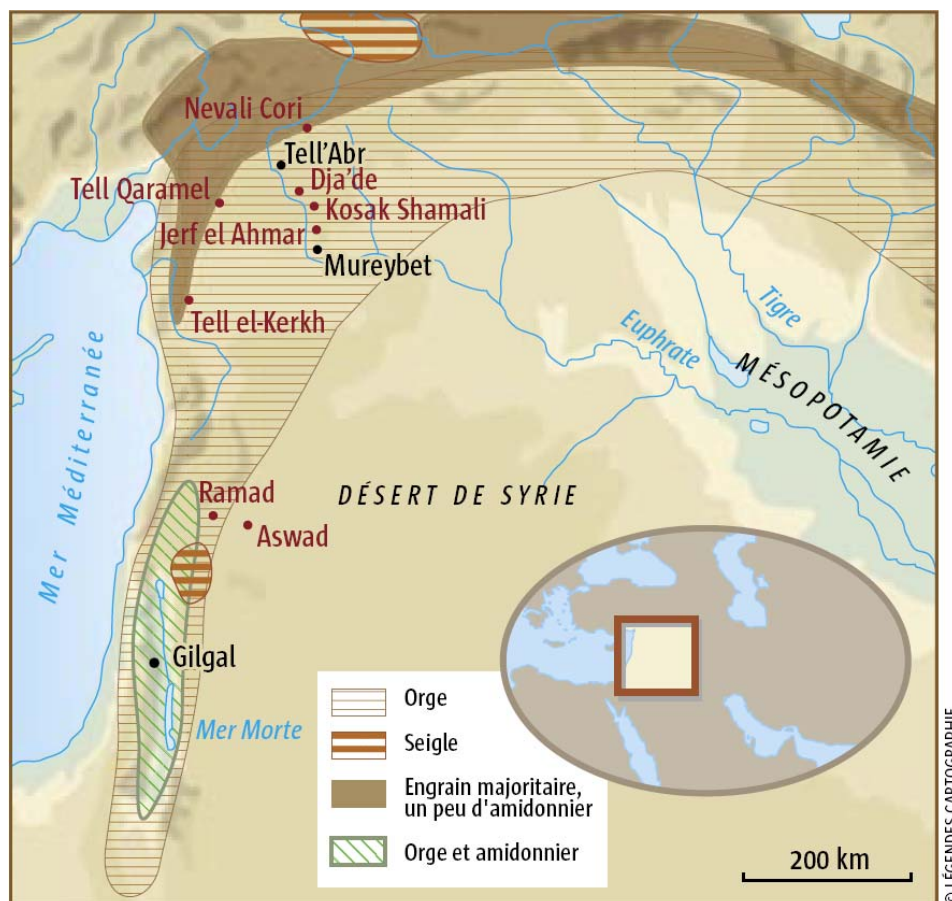 Nevali Cori
Tell'Abr
Dja'de
Tell Qaramel
Kosak Shamali
Jerf el Ahmar
Mureybet
Tell el-Kerkh
Mer Méditerranée
Euphrate
Tigre
MÉSOPOTAMIE
DÉSERT DE SYRIE
Ramad
Aswad
Gilgal
Mer Morte
Orge
Seigle
Engrain majoritaire,
un peu d'amidonnier
Orge et amidonnier
200 km
© LÉGENDES CARTOGRAPHIE